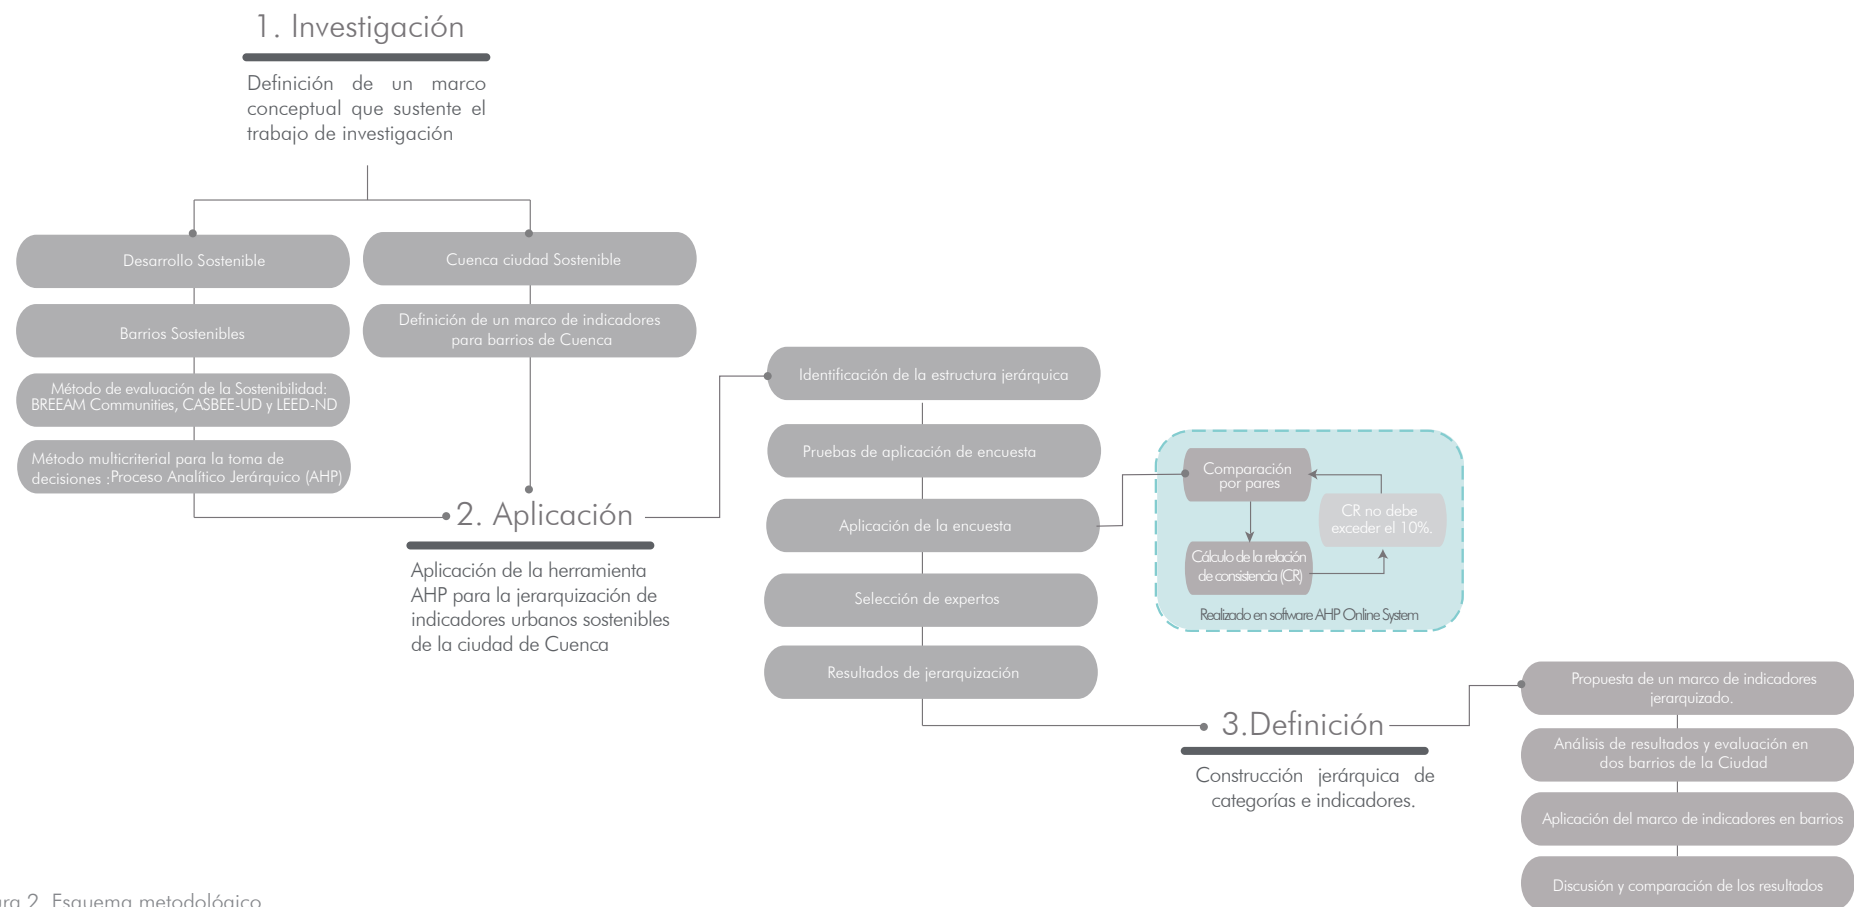 1. Investigación
Definición de un marco
conceptual que sustente el
trabajo de investigación
Desarrollo Sostenible
Barrios Sostenibles
Método de evaluación de la Sostenibilidad:
BREEAM Communities, CASBEE-UD y LEED-ND
Método multicriterial para la toma de
decisiones :Proceso Analítico Jerárquico (AHP)
Cuenca ciudad Sostenible
Definición de un marco de indicadores
para barrios de Cuenca
2. Aplicación
Aplicación de la herramienta
AHP para la jerarquización de
indicadores urbanos sostenibles
de la ciudad de Cuenca
Identificación de la estructura jerárquica
Pruebas de aplicación de encuesta
Aplicación de la encuesta
Selección de expertos
Resultados de jerarquización
Comparación
por pares
CR no debe
exceder el 10%.
Cálculo de la relación
de consistencia (CR)
Realizado en software AHP Online System
3.Definición
Construcción jerárquica de
categorías e indicadores.
Propuesta de un marco de indicadores
jerarquizado.
Análisis de resultados y evaluación en
dos barrios de la Ciudad
Aplicación del marco de indicadores en barrios
Discusión y comparación de los resultados
2. Esquema metodológico